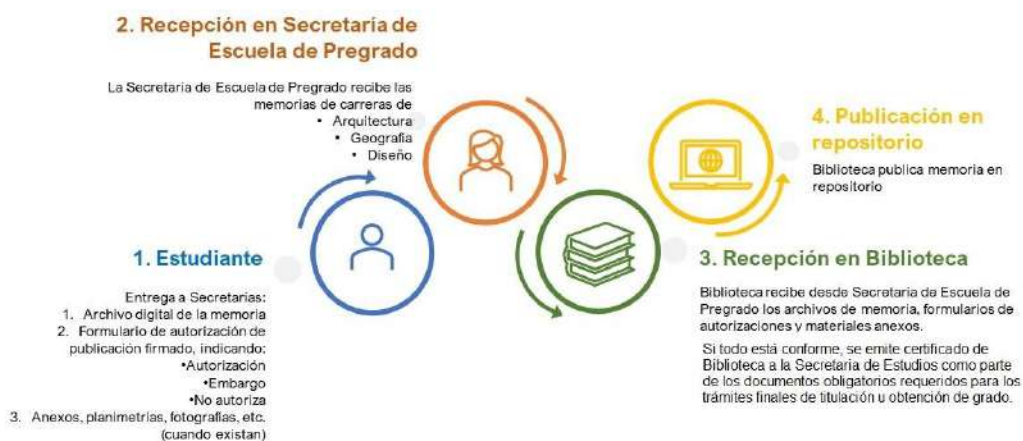 2. Recepción en Secretaría de
Escuela de Pregrado
La Secretaría de Escuela de Pregrado recibe las
memorias de carreras de
• Arquitectura
• Geografía
• Diseño
1. Estudiante
Entrega a Secretarías:
1. Archivo digital de la memoria
2. Formulario de autorización de
publicación firmado, indicando:
•Autorización
•Embargo
•No autoriza
3. Anexos, planimetrías, fotografías, etc.
(cuando existan)
4. Publicación en
repositorio
Biblioteca publica memoria en
repositorio
3. Recepción en Biblioteca
Biblioteca recibe desde Secretaría de Escuela de
Pregrado los archivos de memoria, formularios de
autorizaciones y materiales anexos.
Si todo está conforme, se emite certificado de
Biblioteca a la Secretaria de Estudios como parte
de los documentos obligatorios requeridos para los
trámites finales de titulación u obtención de grado.